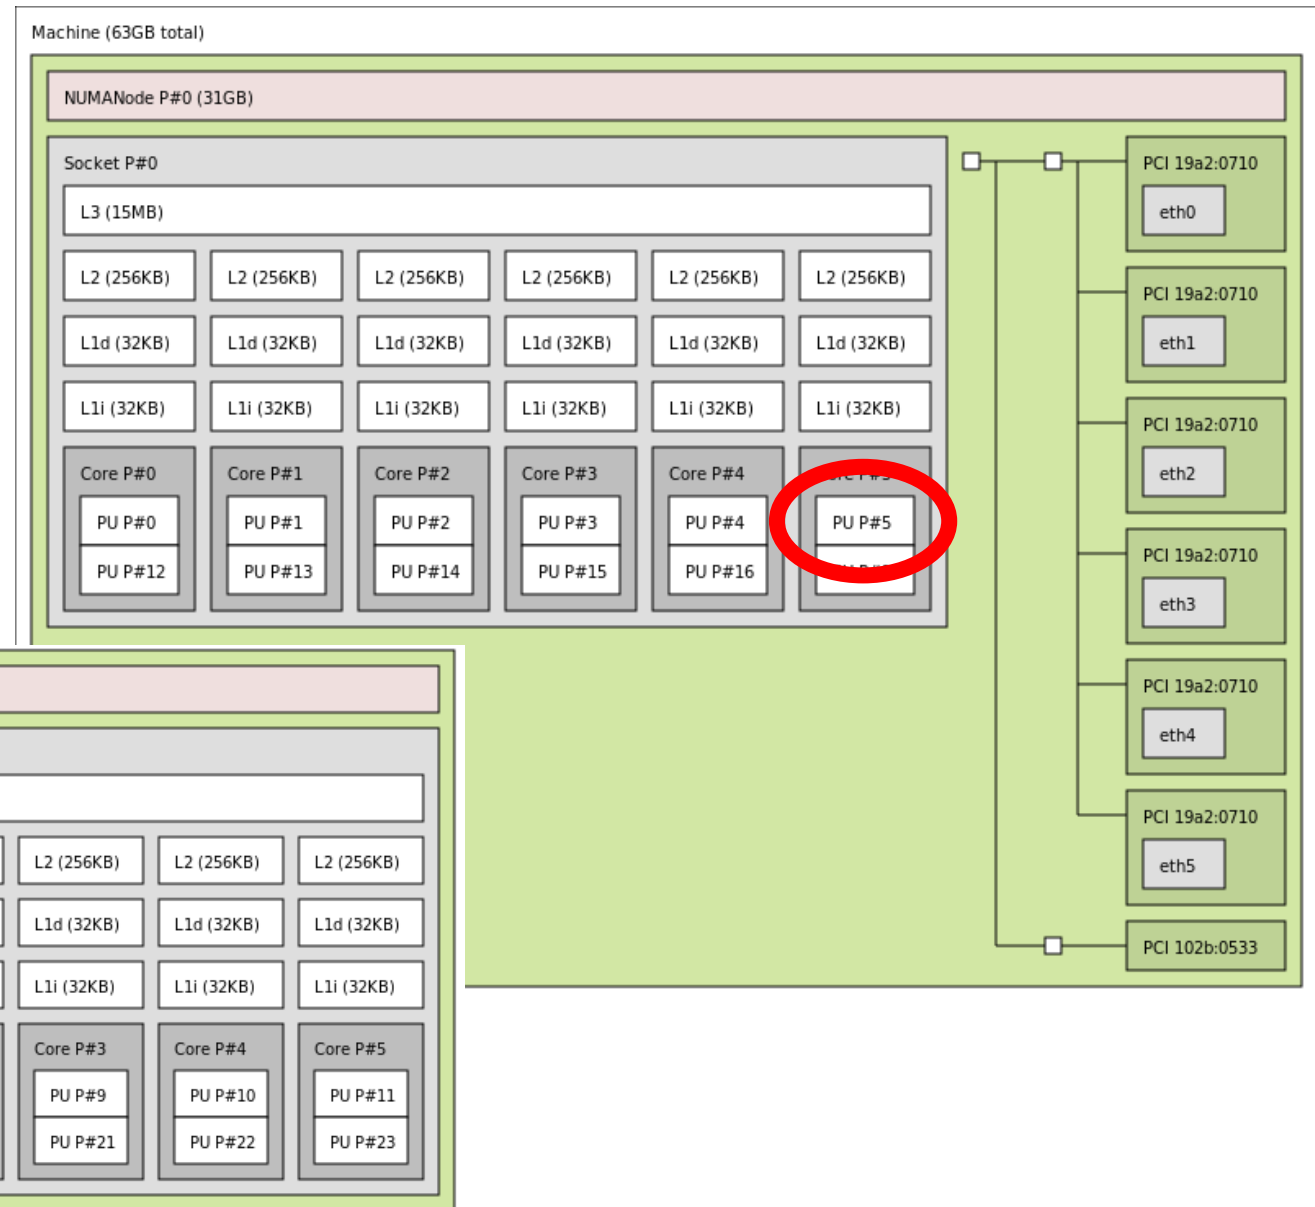 Machine (63GB total)
NUMANode P#0 (31GB)
Socket P#0
L3 (15MB)
L2 (256KB) L2 (256KB) L2 (256KB) L2 (256KB) L2 (256KB) L2 (256KB)
L1d (32KB) L1d (32KB) L1d (32KB) L1d (32KB) L1d (32KB) L1d (32KB)
L1i (32KB) L1i (32KB) L1i (32KB) L1i (32KB) L1i (32KB) L1i (32KB)
Core P#0 Core P#1 Core P#2 Core P#3 Core P#4
PU P#0 PU P#1 PU P#2 PU P#3 PU P#4 PU P#5
PU P#12 PU P#13 PU P#14 PU P#15 PU P#16
PCI 19a2:0710
eth0
PCI 19a2:0710
eth1
PCI 19a2:0710
eth2
PCI 19a2:0710
eth3
PCI 19a2:0710
eth4
PCI 19a2:0710
eth5
PCI 102b:0533
L2 (256KB) L2 (256KB) L2 (256KB)
L1d (32KB) L1d (32KB) L1d (32KB)
L1i (32KB) L1i (32KB) L1i (32KB)
Core P#3 Core P#4 Core P#5
PU P#9 PU P#10 PU P#11
PU P#21 PU P#22 PU P#23